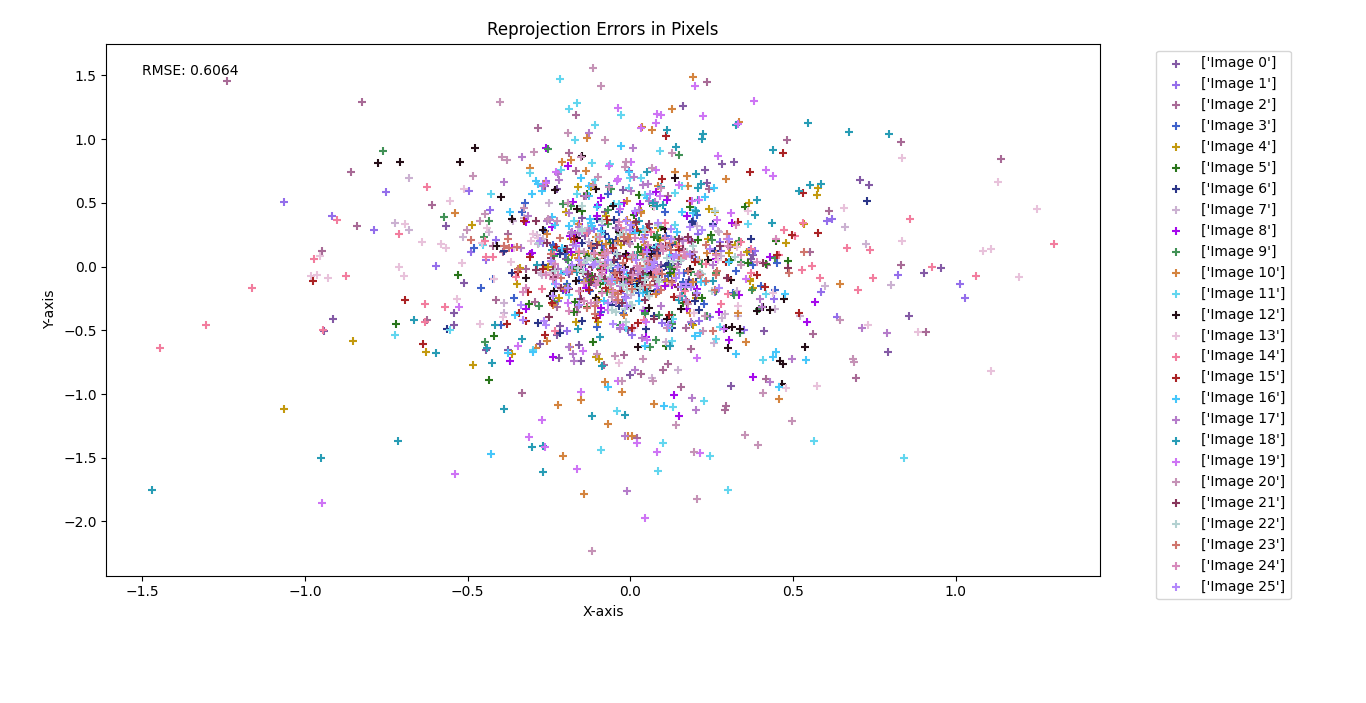 Reprojection Errors in Pixels
RMSE: 0.6064
1.5
1.0
0.5
0.0
−0.5
−1.0
−1.5
−2.0
Y-axis
−1.5
−1.0
−0.5
0.0
0.5
1.0
X-axis
['Image 0']
['Image 1']
['Image 2']
['Image 3']
['Image 4']
['Image 5']
['Image 6']
['Image 7']
['Image 8']
['Image 9']
['Image 10']
['Image 11']
['Image 12']
['Image 13']
['Image 14']
['Image 15']
['Image 16']
['Image 17']
['Image 18']
['Image 19']
['Image 20']
['Image 21']
['Image 22']
['Image 23']
['Image 24']
['Image 25']